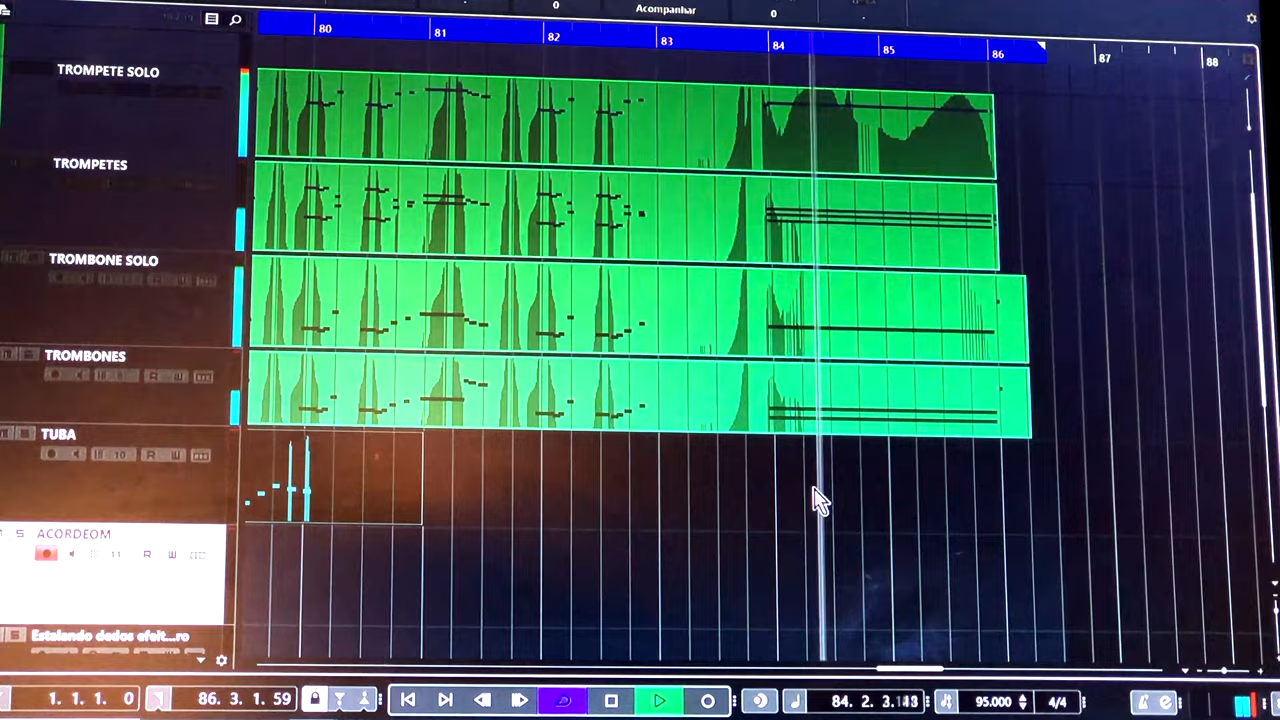 0
Acompanhar
0
80
81
82
83
84
85
86
87
88
TROMPETE SOLO
TROMPETES
TROMBONE SOLO
TROMBONES
R
TUBA
10 R
S ACORDEOM
11 R
S Estalando dedos efeit...ro
1. 1. 1. 0
86. 3. 1. 59
84. 2. 3.
95.000
4/4